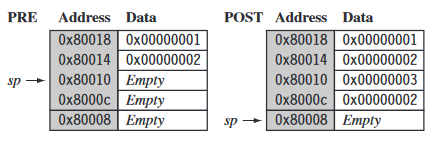 PRE Address Data POST Address Data
0x80018 0x00000001 0x80018 0x00000001
0x80014 0x00000002 0x80014 0x00000002
sp 0x80010 Empty 0x80010 0x00000003
0x8000c Empty 0x8000c 0x00000002
0x80008 Empty sp 0x80008 Empty